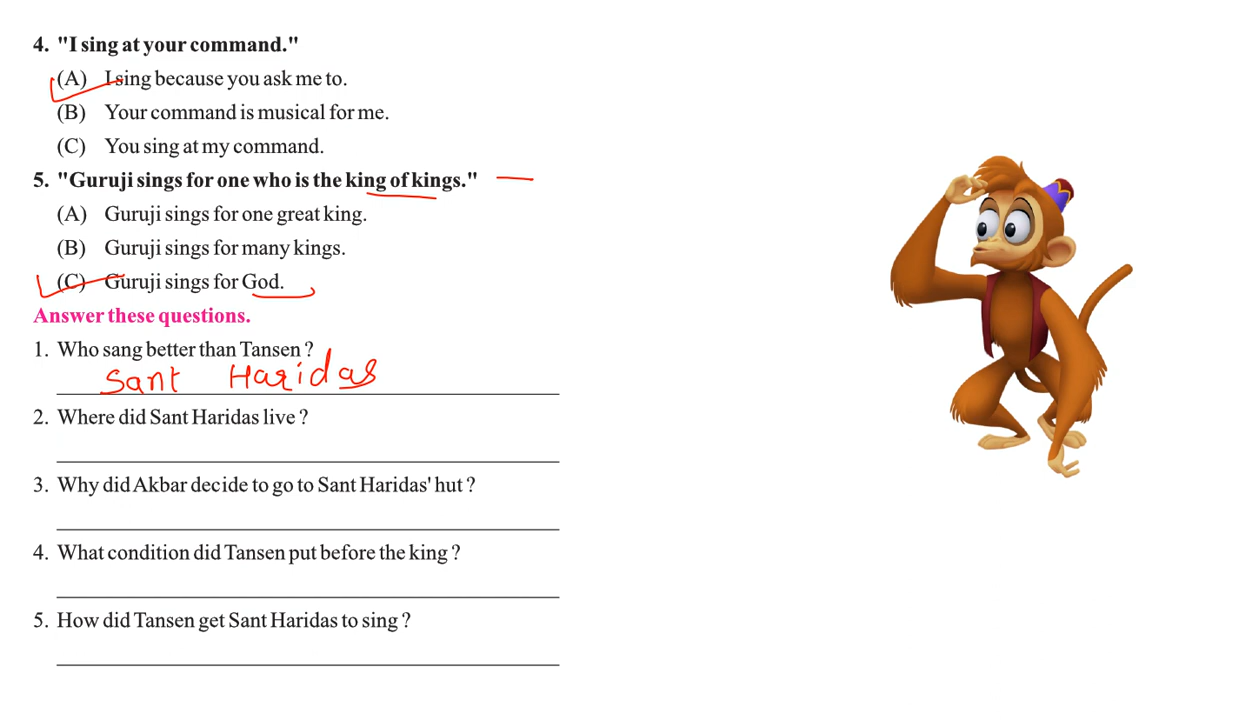 4. "I sing at your command."
(A) I sing because you ask me to.
(B) Your command is musical for me.
(C) You sing at my command.
5. "Guruji sings for one who is the king of kings."
(A) Guruji sings for one great king.
(B) Guruji sings for many kings.
(C) Guruji sings for God.
Answer these questions.
1. Who sang better than Tansen ?
Sant Haridas
2. Where did Sant Haridas live ?
3. Why did Akbar decide to go to Sant Haridas' hut ?
4. What condition did Tansen put before the king ?
5. How did Tansen get Sant Haridas to sing ?